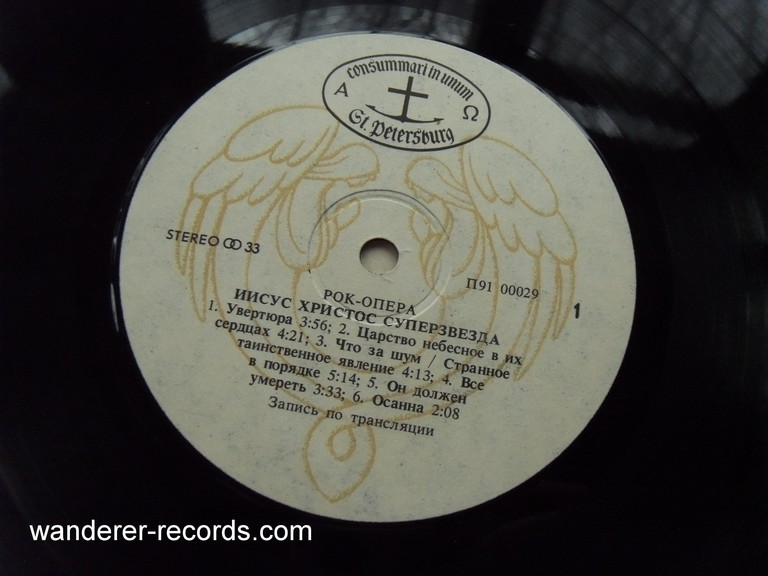 consummari in unum
Α Ω
St. Petersburg
STEREO 33
П91 00029
1
РОК-ОПЕРА
ИИСУС ХРИСТОС СУПЕРЗВЕЗДА
1. Увертюра 3:56; 2. Царство небесное в их
сердцах 4:21; 3. Что за шум / Странное
таинственное явление 4:13; 4. Все
в порядке 5:14; 5. Он должен
умереть 3:33; 6. Осанна 2:08
Запись по трансляции
wanderer-records.com